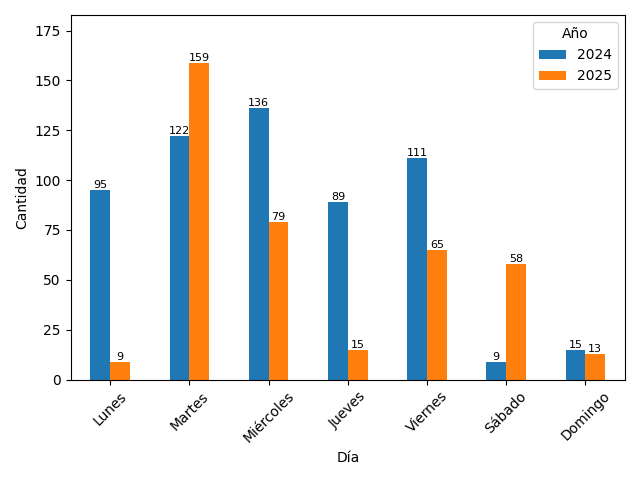 Año
2024
2025
175
150
125
100
75
50
25
0
Cantidad
95
9
122
159
136
79
89
15
111
65
9
58
15
13
Lunes
Martes
Miércoles
Jueves
Viernes
Sábado
Domingo
Día